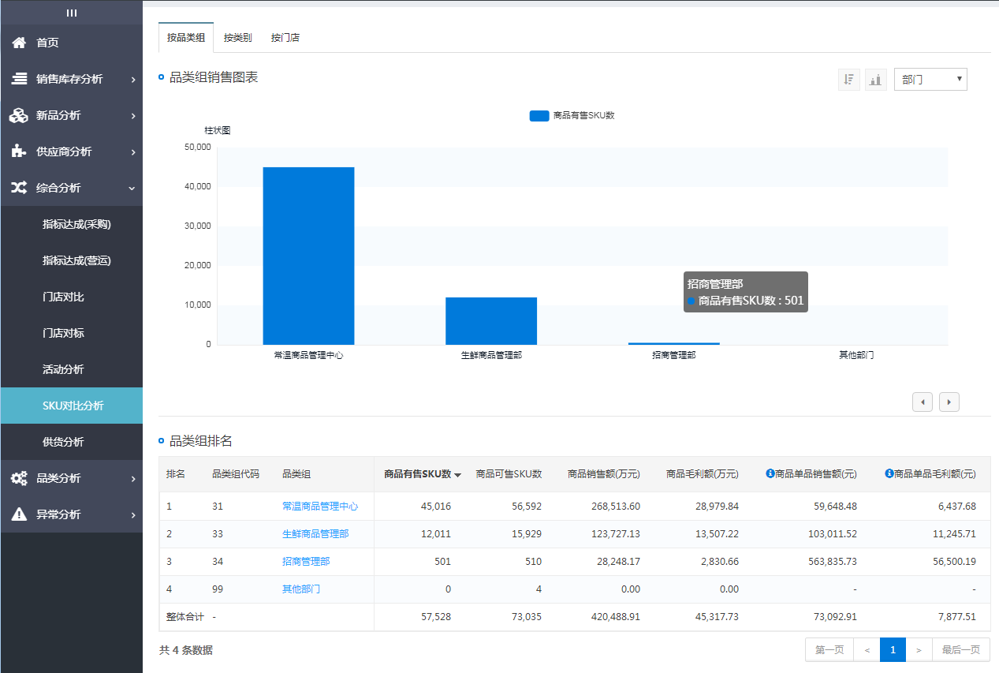 首页
销售库存分析
新品分析
供应商分析
综合分析
指标达成(采购)
指标达成(营运)
门店对比
门店对标
活动分析
SKU对比分析
供货分析
品类分析
异常分析
按品类组 按类别 按门店
品类组销售图表
部门
商品有售SKU数
柱状图
50,000
40,000
30,000
20,000
10,000
0
招商管理部
商品有售SKU数 : 501
常温商品管理中心 生鲜商品管理部 招商管理部 其他部门
品类组排名
排名 品类组代码 品类组 商品有售SKU数 商品可售SKU数 商品销售额(万元) 商品毛利额(万元) 商品单品销售额(元) 商品单品毛利额(元)
1 31 常温商品管理中心 45,016 56,592 268,513.60 28,979.84 59,648.48 6,437.68
2 33 生鲜商品管理部 12,011 15,929 123,727.13 13,507.22 103,011.52 11,245.71
3 34 招商管理部 501 510 28,248.17 2,830.66 563,835.73 56,500.19
4 99 其他部门 0 4 0.00 0.00 - -
整体合计 - 57,528 73,035 420,488.91 45,317.73 73,092.91 7,877.51
共 4 条数据
第一页 < 1 > 最后一页